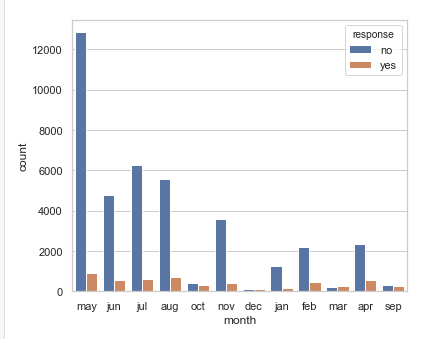 response
no
yes
12000
10000
8000
6000
4000
2000
0
count
may jun jul aug oct nov dec jan feb mar apr sep
month